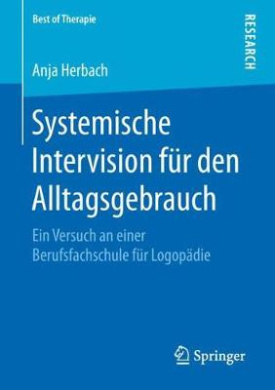 Best of Therapie
RESEARCH
Anja Herbach
Systemische
Intervision für den
Alltagsgebrauch
Ein Versuch an einer
Berufsfachschule für Logopädie
Springer